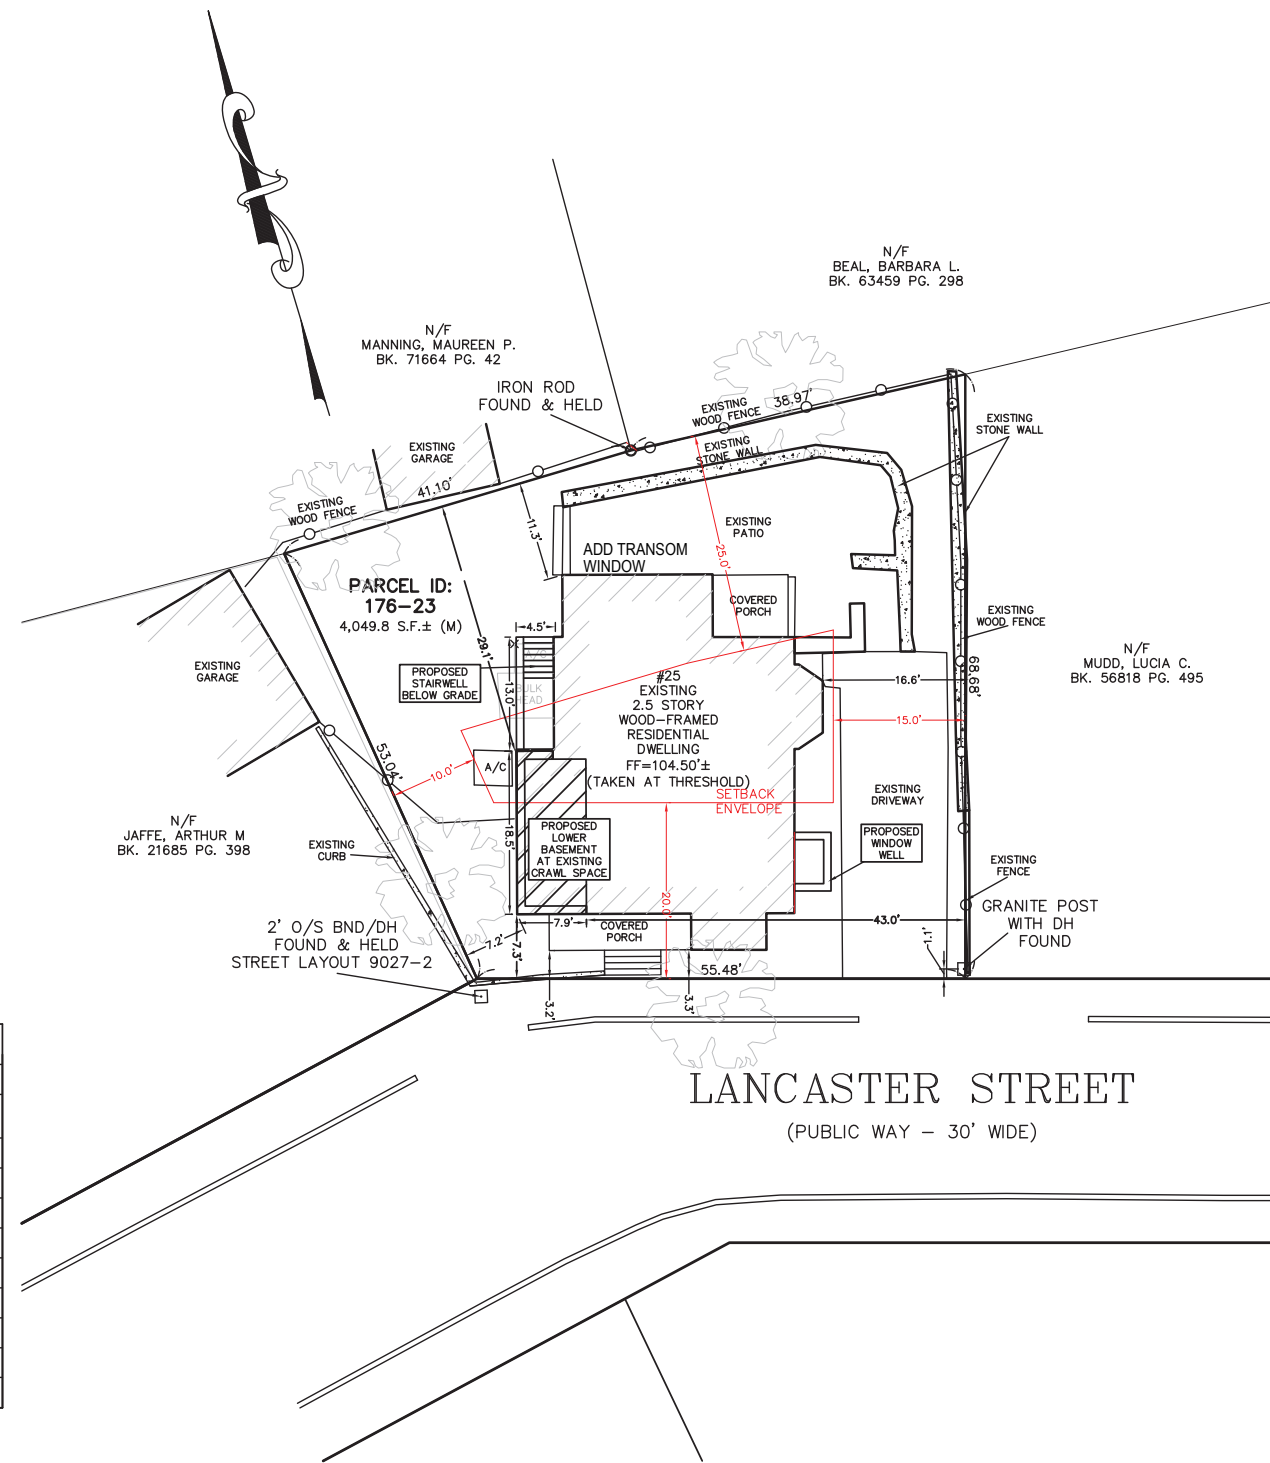 N/F
BEAL, BARBARA L.
BK. 63459 PG. 298
N/F
MANNING, MAUREEN P.
BK. 71664 PG. 42
IRON ROD
FOUND & HELD
EXISTING
WOOD FENCE
38.97'
EXISTING
STONE WALL
EXISTING
STONE WALL
EXISTING
GARAGE
41.10'
EXISTING
WOOD FENCE
11.3'
EXISTING
PATIO
25.0'
ADD TRANSOM
WINDOW
PARCEL ID:
176-23
4,049.8 S.F.± (M)
COVERED
PORCH
EXISTING
WOOD FENCE
4.5'
A/C
29.1'
EXISTING
GARAGE
PROPOSED
STAIRWELL
BELOW GRADE
13.0'
BULK
HEAD
#25
EXISTING
2.5 STORY
WOOD-FRAMED
RESIDENTIAL
DWELLING
FF=104.50'±
(TAKEN AT THRESHOLD)
16.6'
68.68'
N/F
MUDD, LUCIA C.
BK. 56818 PG. 495
15.0'
53.04'
10.0'
A/C
SETBACK
ENVELOPE
EXISTING
DRIVEWAY
N/F
JAFFE, ARTHUR M
BK. 21685 PG. 398
EXISTING
CURB
18.5'
PROPOSED
LOWER
BASEMENT
AT EXISTING
CRAWL SPACE
PROPOSED
WINDOW
WELL
EXISTING
FENCE
20.0'
2' O/S BND/DH
FOUND & HELD
STREET LAYOUT 9027-2
7.2'
7.3'
7.9'
COVERED
PORCH
43.0'
1.1'
GRANITE POST
WITH DH
FOUND
55.48'
3.2'
3.3'
LANCASTER STREET
(PUBLIC WAY - 30' WIDE)